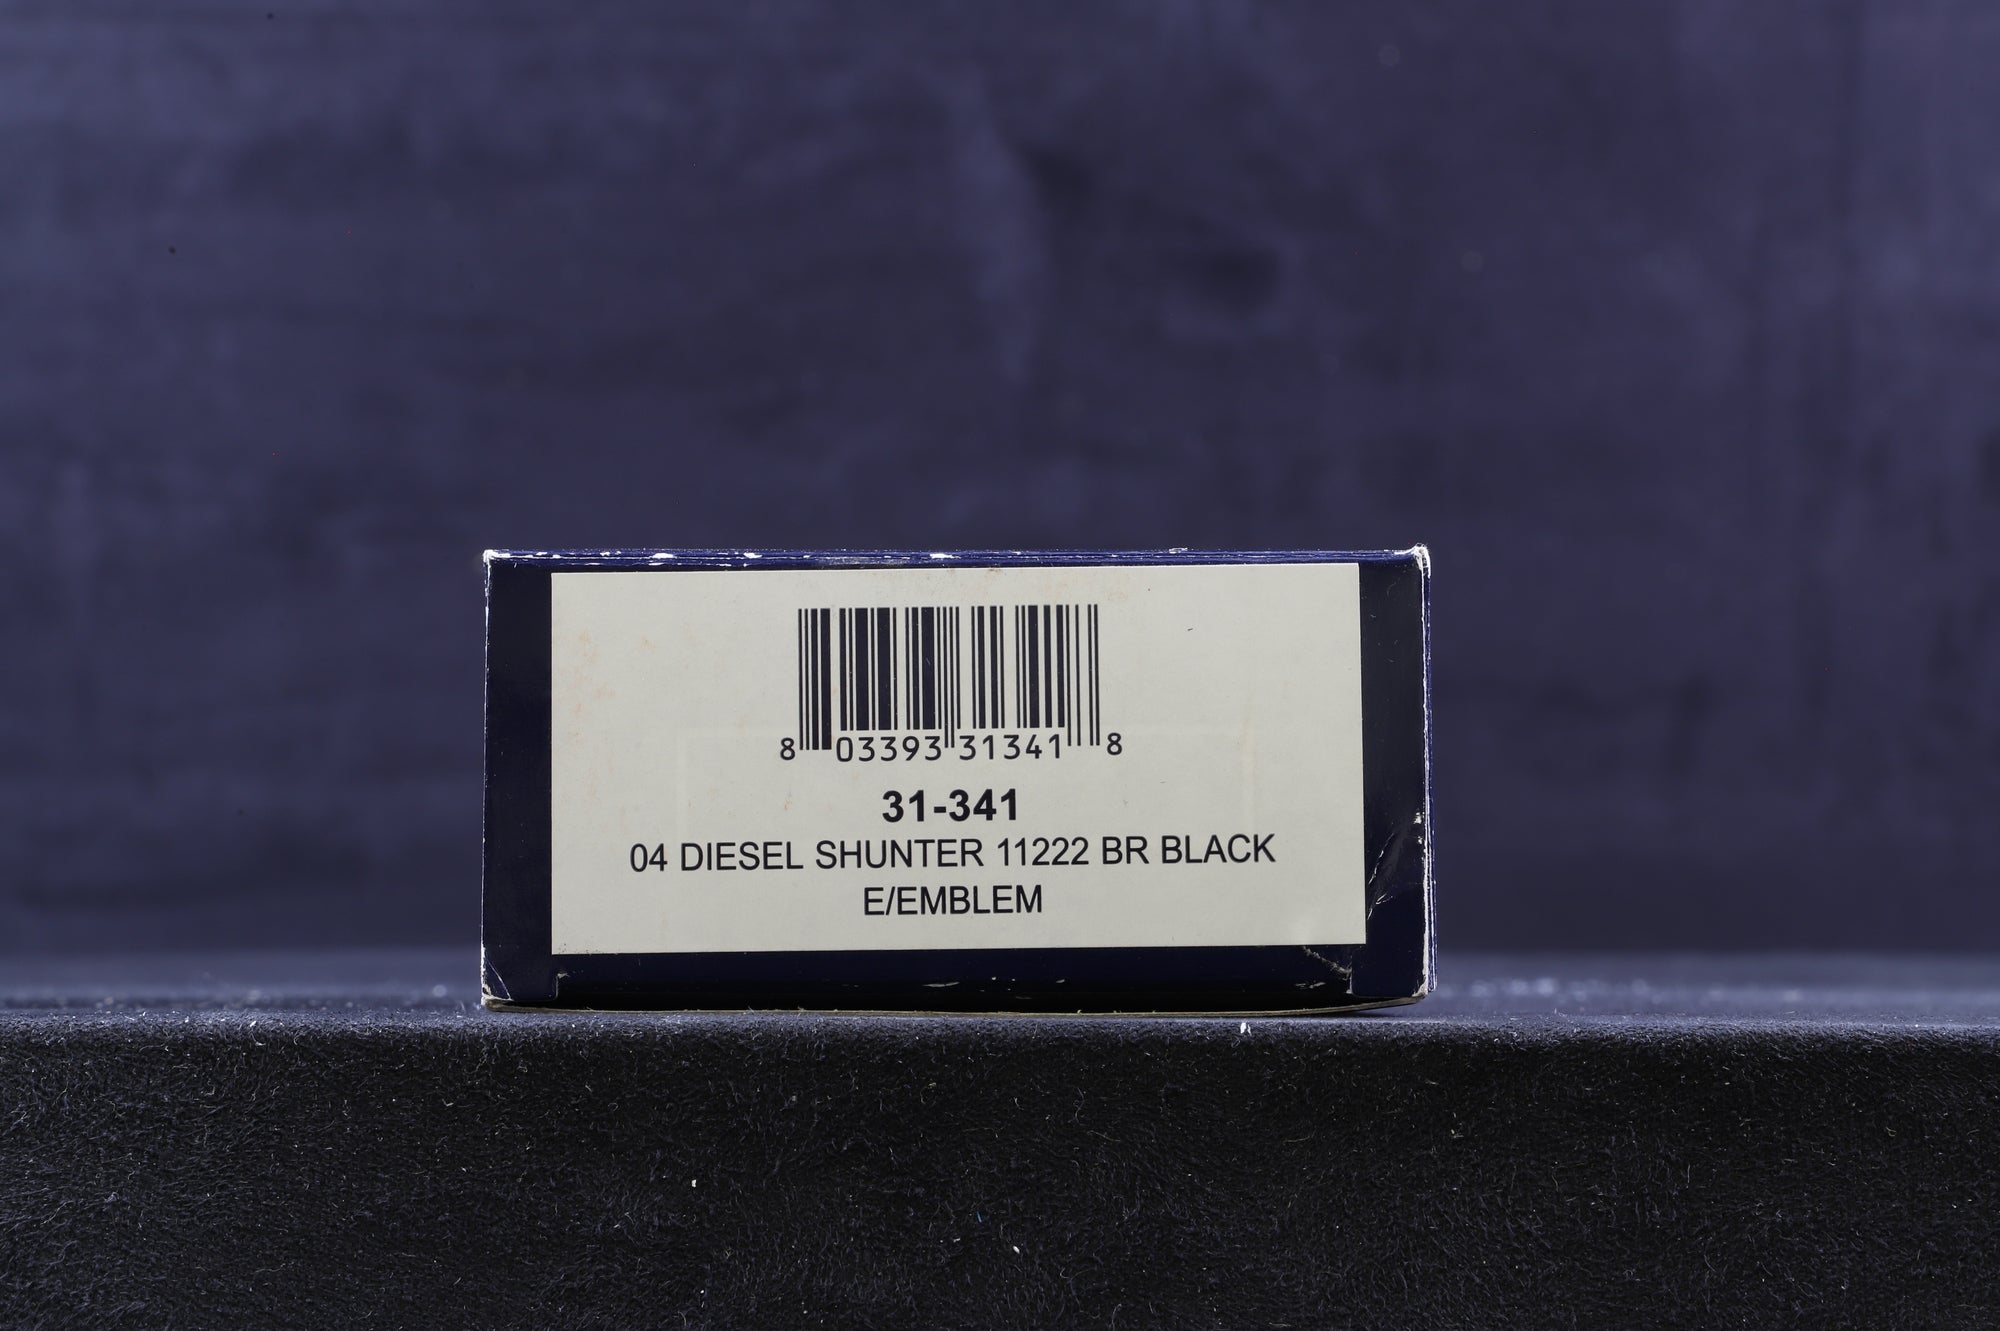 8 03393 31341 8
31-341
04 DIESEL SHUNTER 11222 BR BLACK
E/EMBLEM